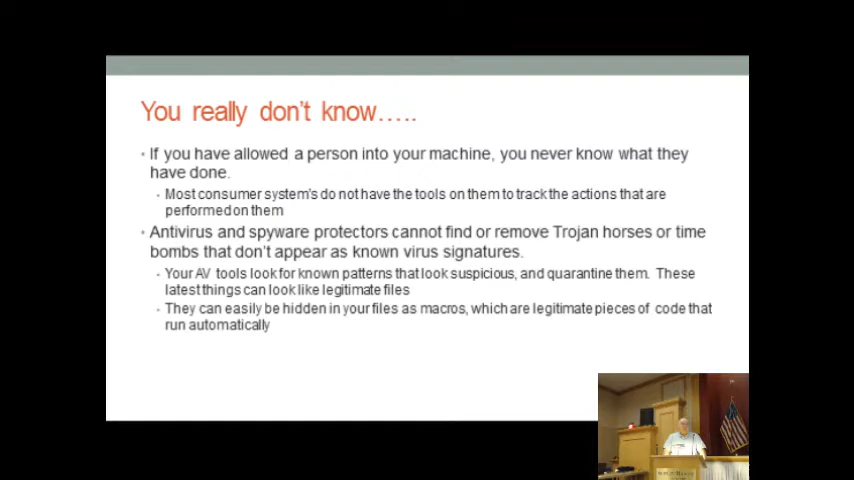 You really don't know…..
• If you have allowed a person into your machine, you never know what they
have done.
• Most consumer system's do not have the tools on them to track the actions that are
performed on them
• Antivirus and spyware protectors cannot find or remove Trojan horses or time
bombs that don't appear as known virus signatures.
• Your AV tools look for known patterns that look suspicious, and quarantine them. These
latest things can look like legitimate files
• They can easily be hidden in your files as macros, which are legitimate pieces of code that
run automatically